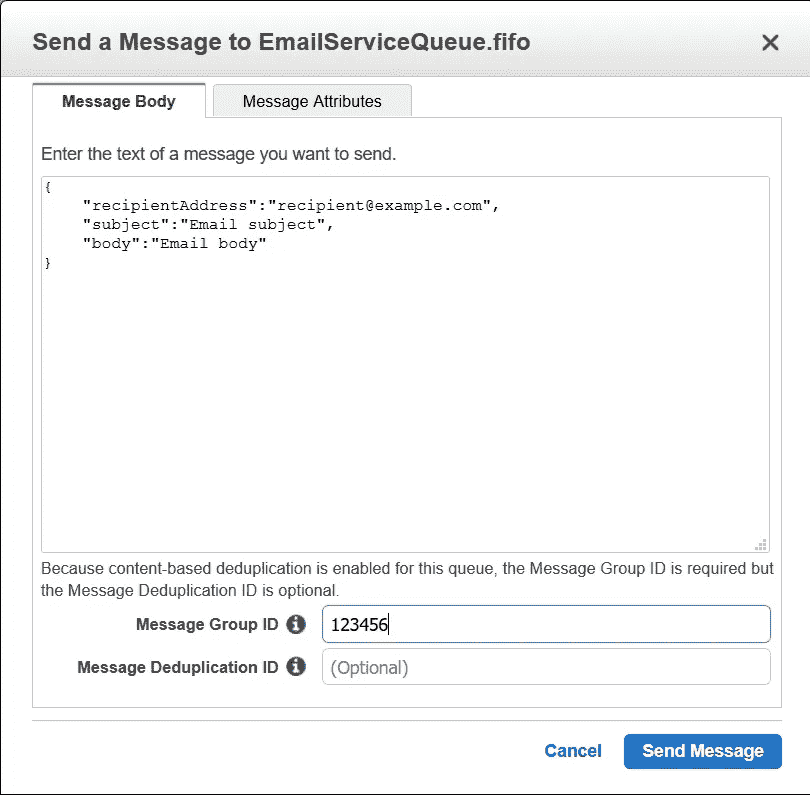 Send a Message to EmailServiceQueue.fifo
Message Body
Message Attributes
Enter the text of a message you want to send.
{
    "recipientAddress":"recipient@example.com",
    "subject":"Email subject",
    "body":"Email body"
}
Because content-based deduplication is enabled for this queue, the Message Group ID is required but
the Message Deduplication ID is optional.
Message Group ID 123456
Message Deduplication ID (Optional)
Cancel Send Message